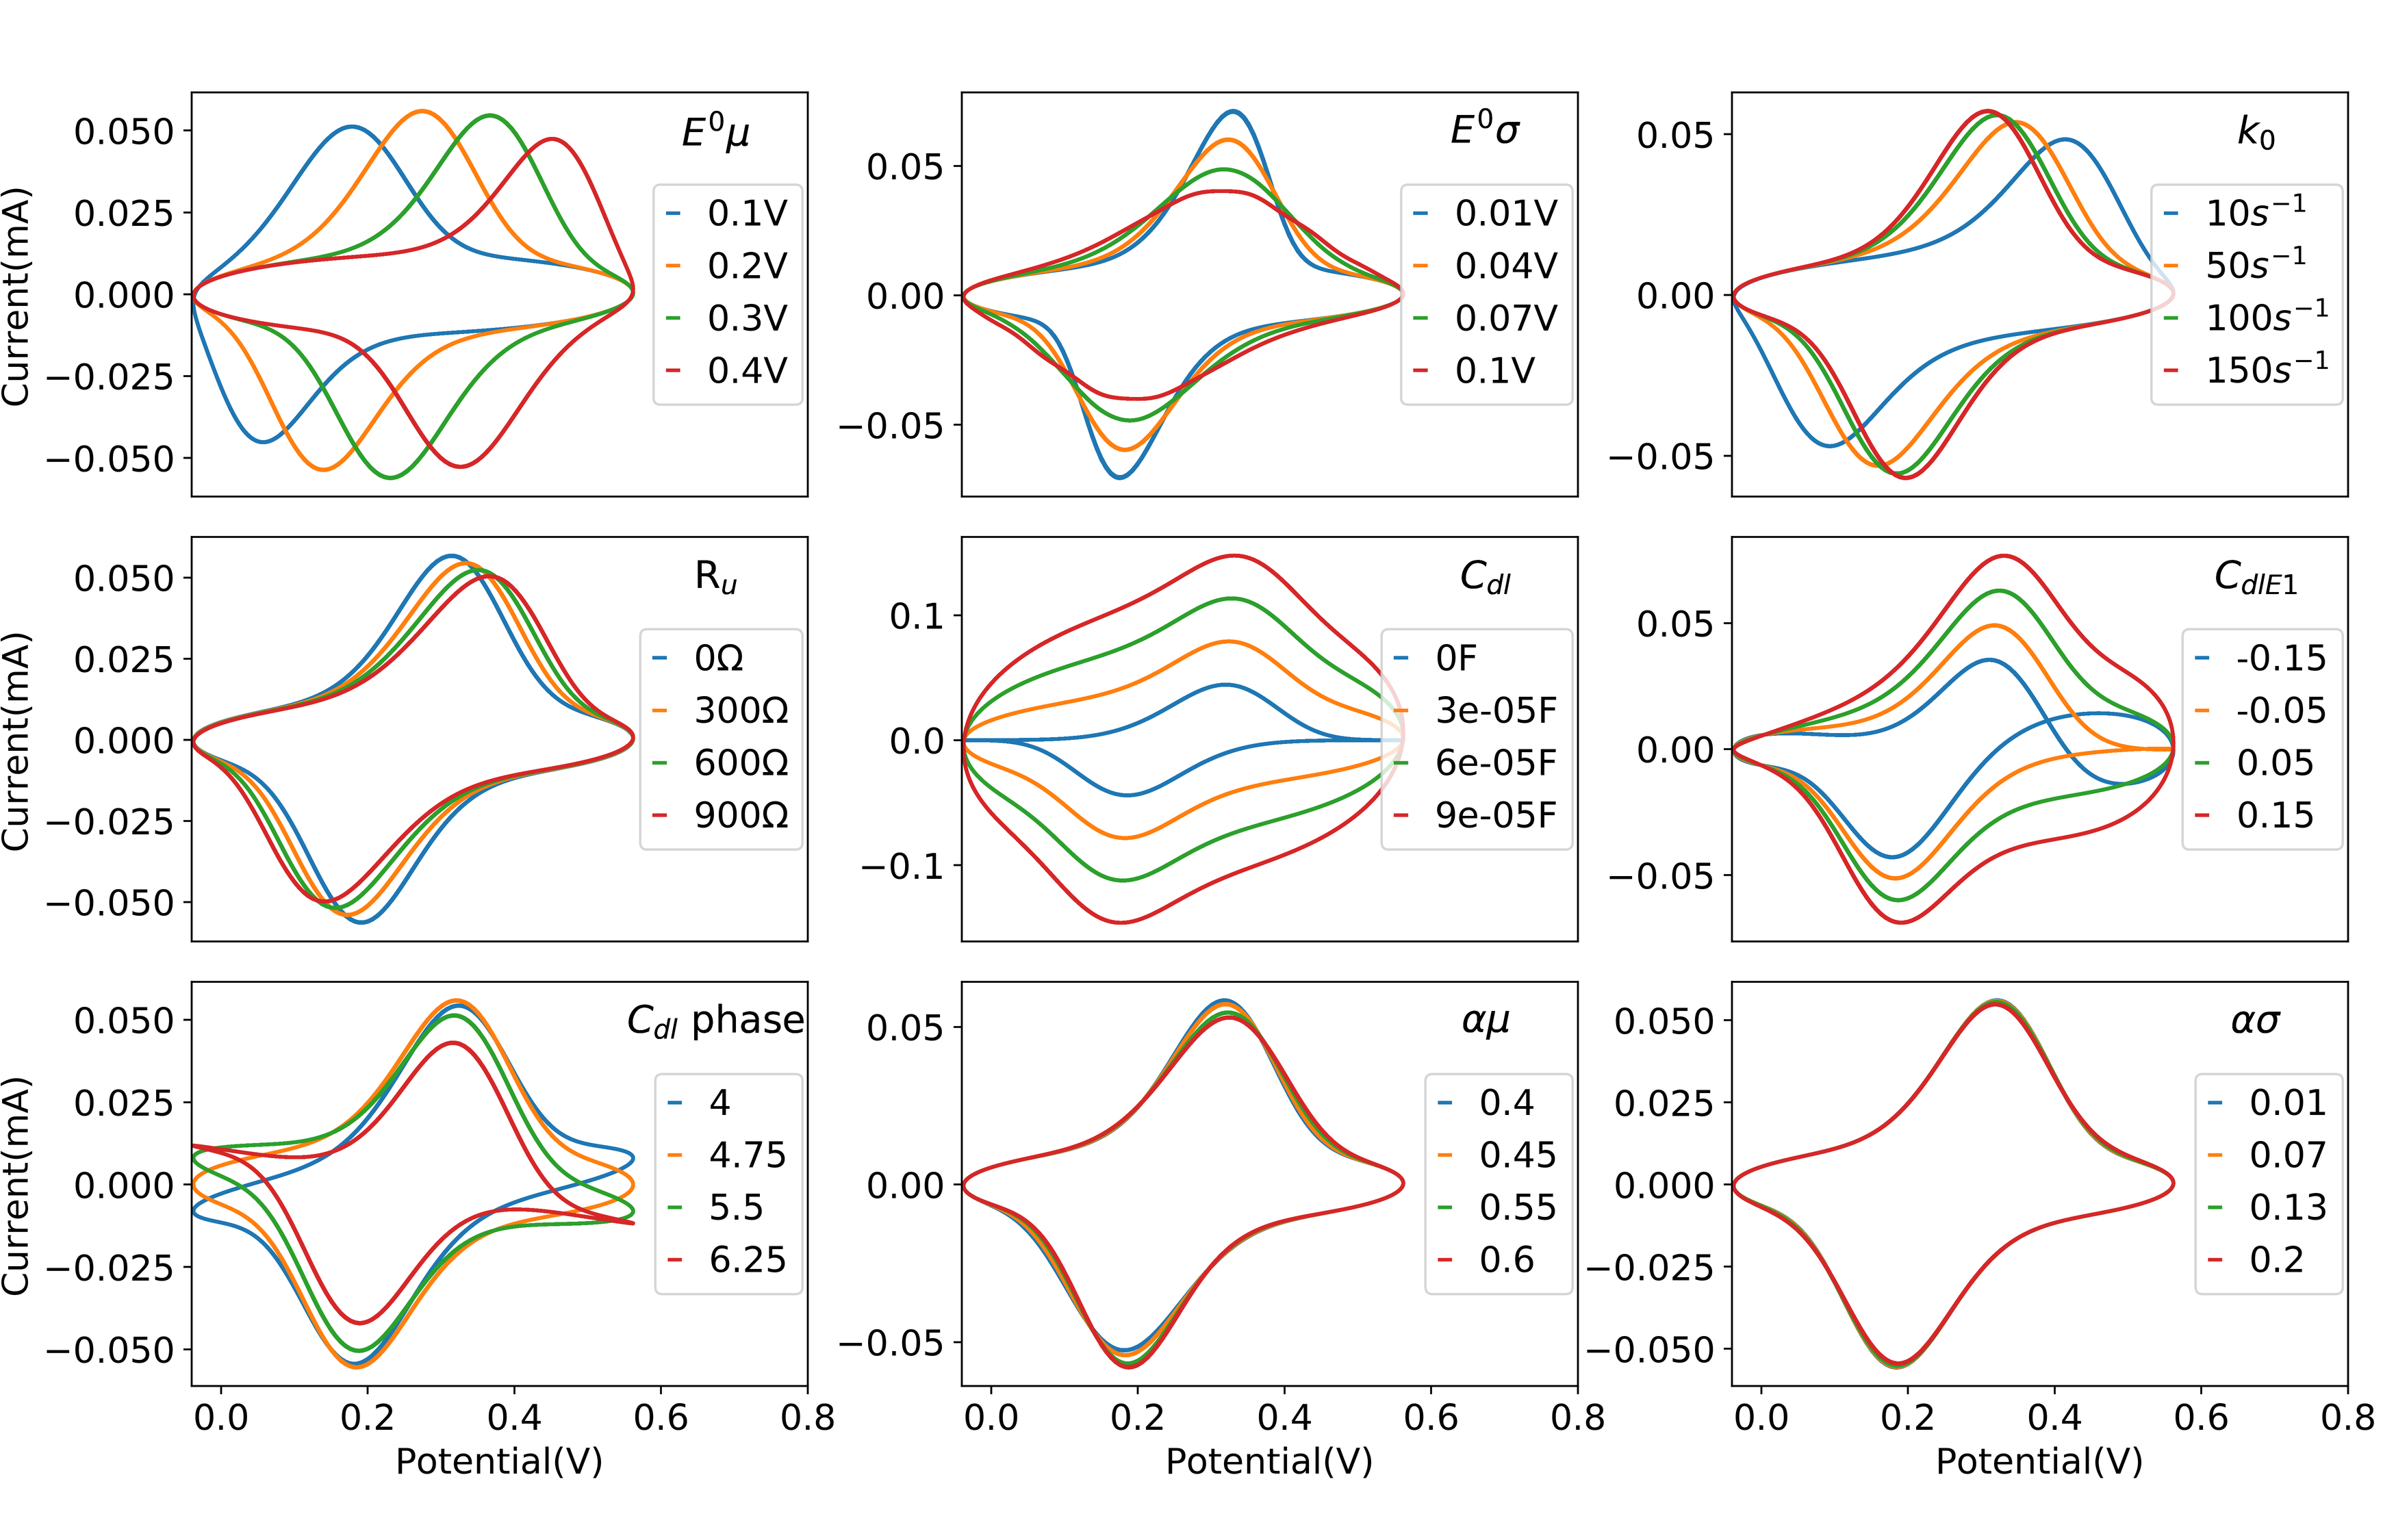 E⁰μ
0.1V
0.2V
0.3V
0.4V
0.050
0.025
0.000
−0.025
−0.050
Current(mA)
E⁰σ
0.01V
0.04V
0.07V
0.1V
0.05
0.00
−0.05
k₀
10s⁻¹
50s⁻¹
100s⁻¹
150s⁻¹
0.05
0.00
−0.05
Rᵤ
0Ω
300Ω
600Ω
900Ω
0.050
0.025
0.000
−0.025
−0.050
Current(mA)
C_dl
0F
3e-05F
6e-05F
9e-05F
0.1
0.0
−0.1
C_dlE1
-0.15
-0.05
0.05
0.15
0.05
0.00
−0.05
C_dl phase
4
4.75
5.5
6.25
0.050
0.025
0.000
−0.025
−0.050
Current(mA)
0.0 0.2 0.4 0.6 0.8
Potential(V)
αμ
0.4
0.45
0.55
0.6
0.05
0.00
−0.05
0.0 0.2 0.4 0.6 0.8
Potential(V)
ασ
0.01
0.07
0.13
0.2
0.050
0.025
0.000
−0.025
−0.050
0.0 0.2 0.4 0.6 0.8
Potential(V)